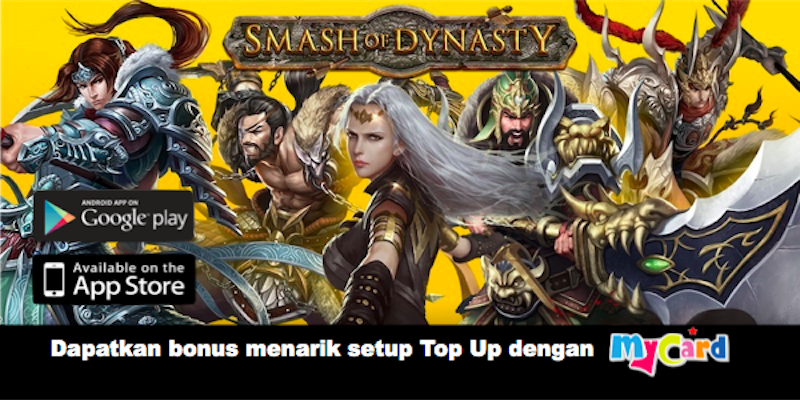 SMASH OF DYNASTY
ANDROID APP ON
Google play
Available on the
App Store
Dapatkan bonus menarik setup Top Up dengan MyCard